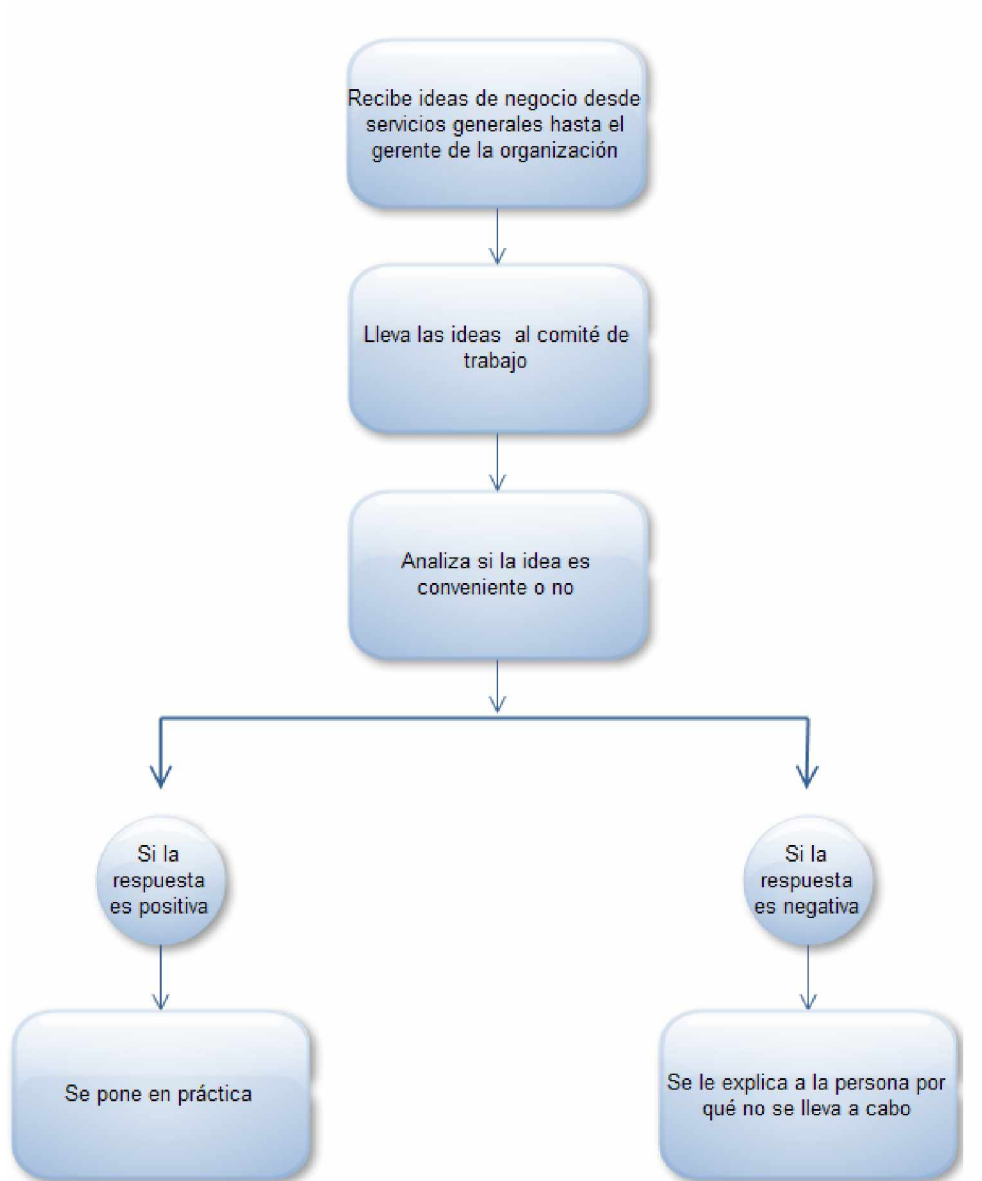 Recibe ideas de negocio desde
servicios generales hasta el
gerente de la organización
Lleva las ideas al comité de
trabajo
Analiza si la idea es
conveniente o no
Si la
respuesta
es positiva
Si la
respuesta
es negativa
Se pone en práctica
Se le explica a la persona por
qué no se lleva a cabo